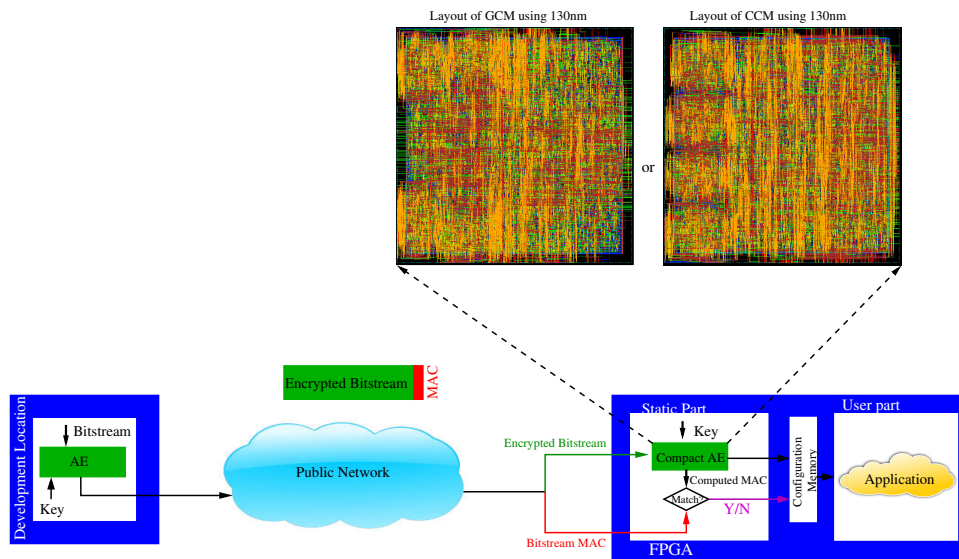 Layout of GCM using 130nm
Layout of CCM using 130nm
or
Encrypted Bitstream
MAC
Development Location
Bitstream
AE
Key
Public Network
Encrypted Bitstream
Bitstream MAC
Static Part
Key
Compact AE
Computed MAC
Match?
Y/N
FPGA
Configuration
Memory
User part
Application